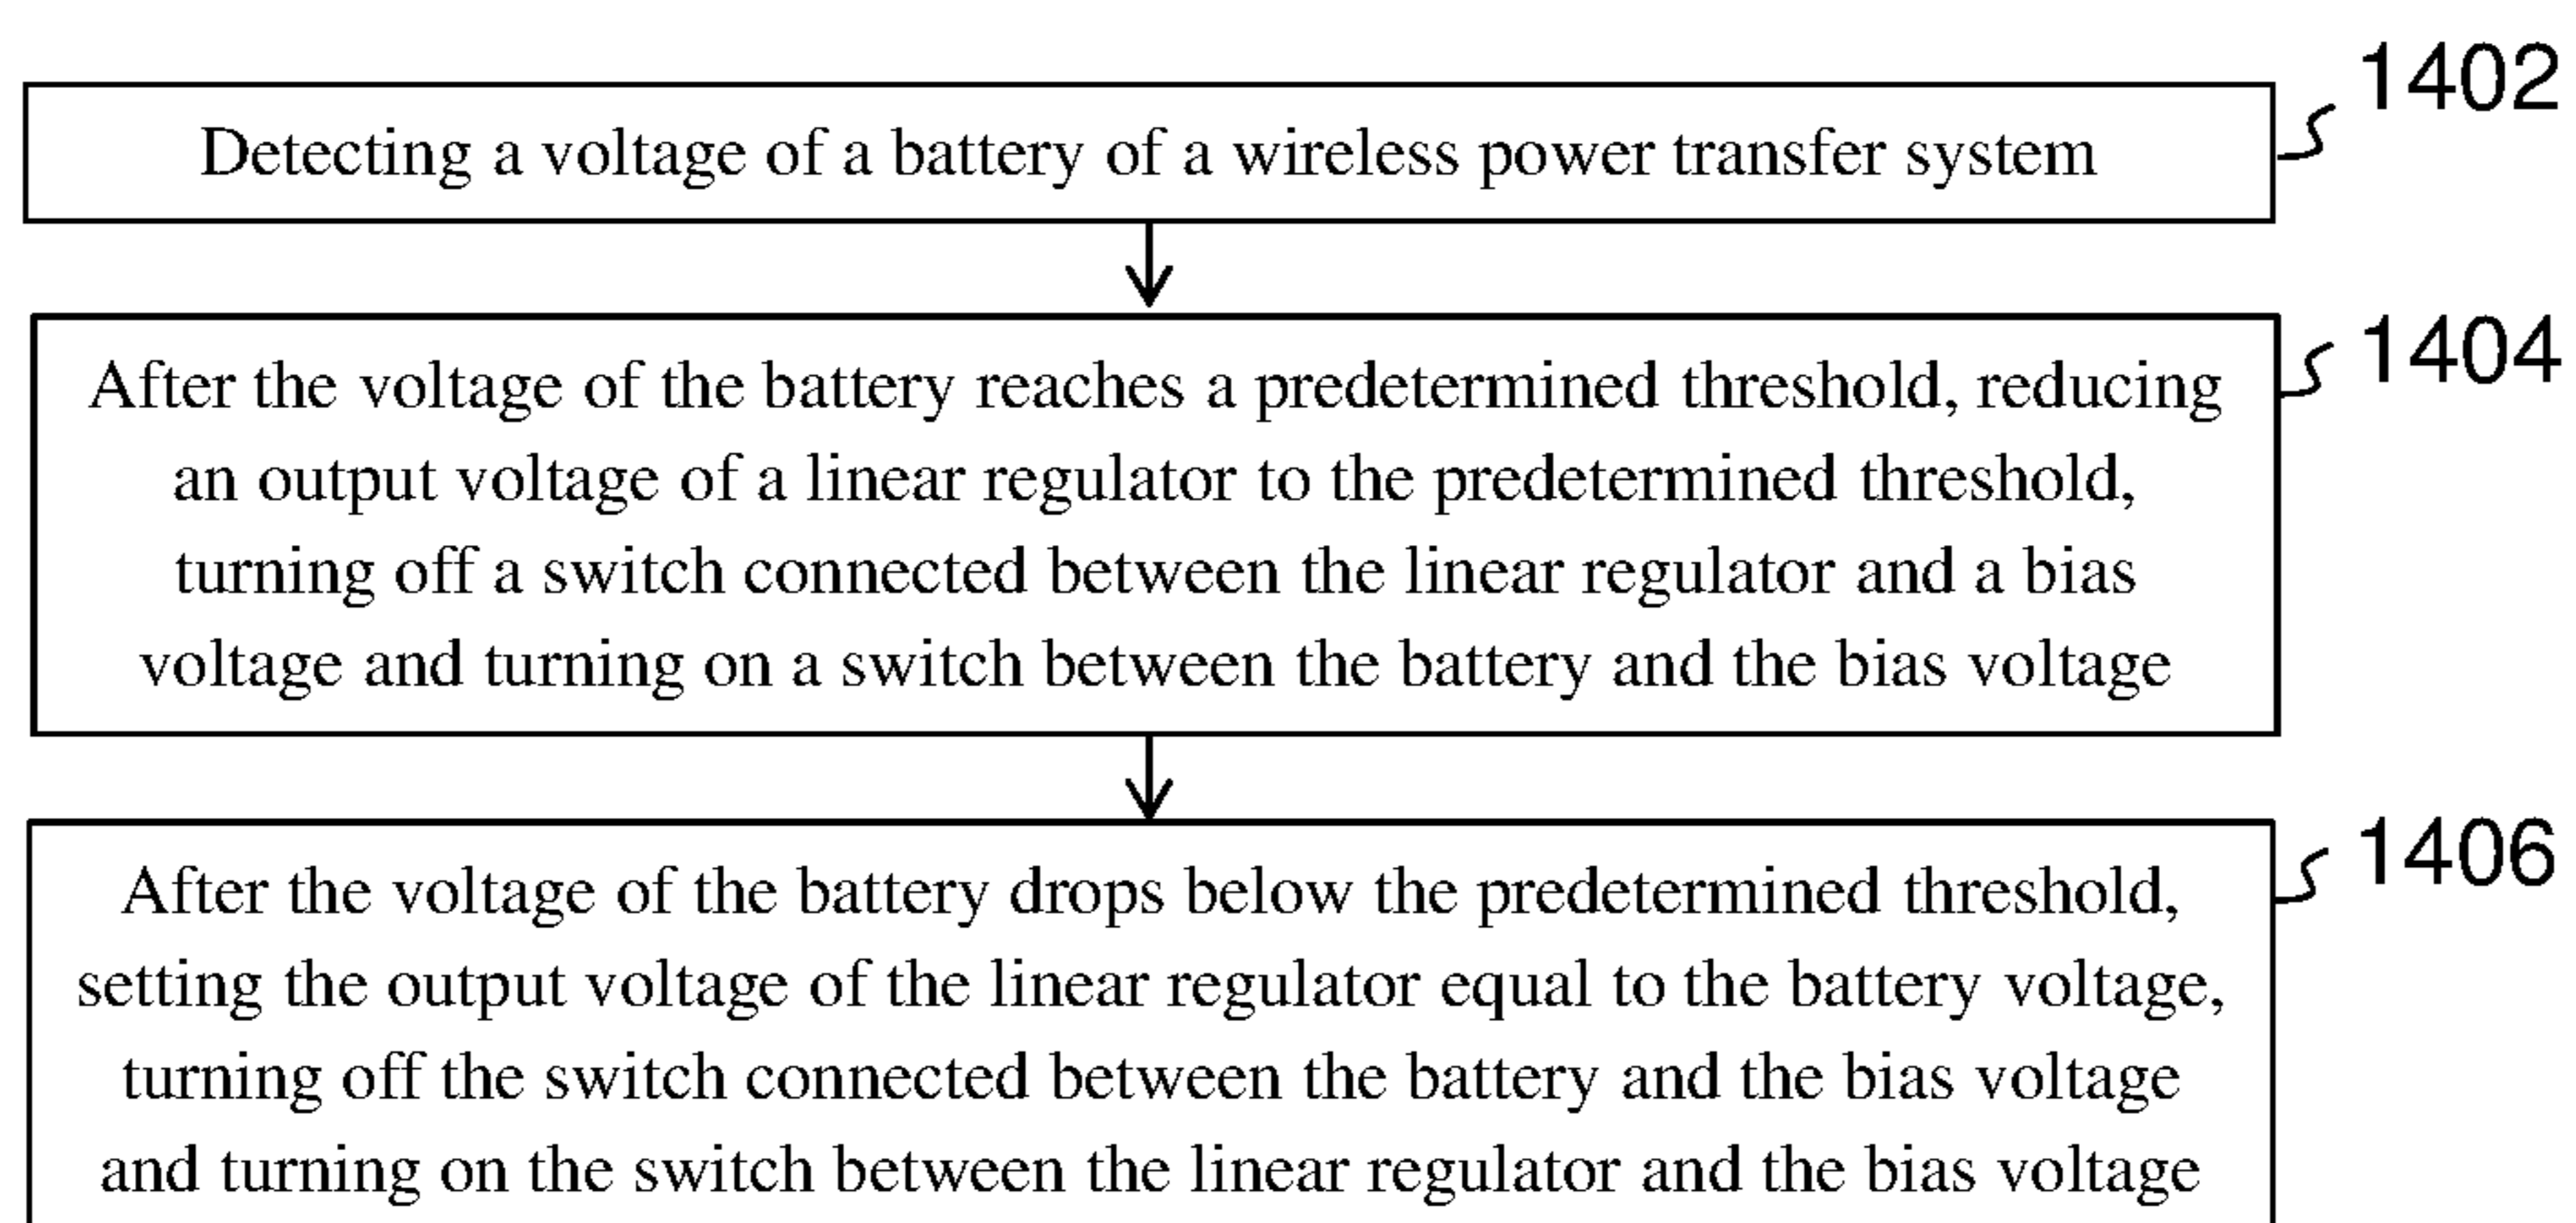 1402
Detecting a voltage of a battery of a wireless power transfer system
1404
After the voltage of the battery reaches a predetermined threshold, reducing
an output voltage of a linear regulator to the predetermined threshold,
turning off a switch connected between the linear regulator and a bias
voltage and turning on a switch between the battery and the bias voltage
1406
After the voltage of the battery drops below the predetermined threshold,
setting the output voltage of the linear regulator equal to the battery voltage,
turning off the switch connected between the battery and the bias voltage
and turning on the switch between the linear regulator and the bias voltage